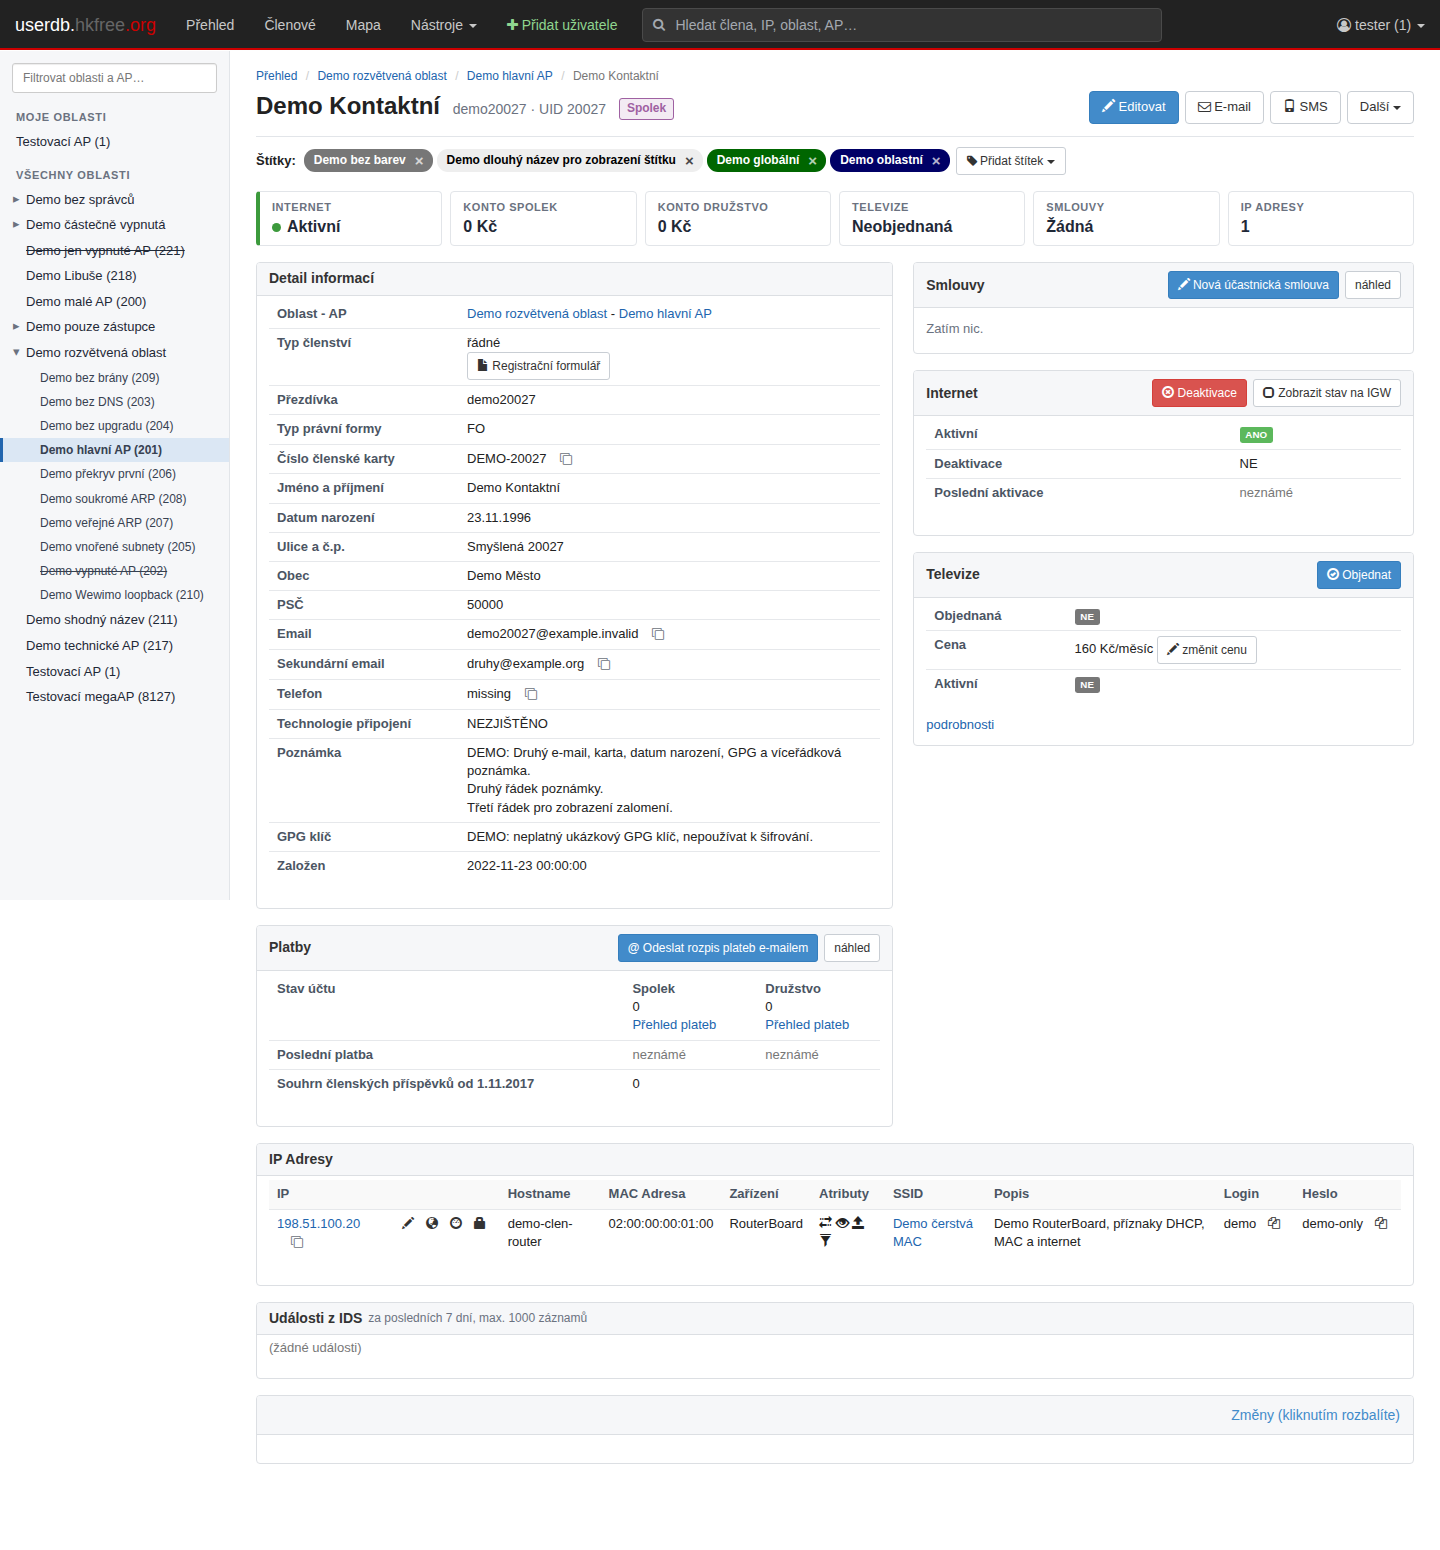 userdb.hkfree.org Přehled Členové Mapa Nástroje Přidat uživatele Hledat člena, IP, oblast, AP… tester (1)
Filtrovat oblasti a AP…
MOJE OBLASTI
Testovací AP (1)
VŠECHNY OBLASTI
Demo bez správců
Demo částečně vypnutá
Demo jen vypnuté AP (221)
Demo Libuše (218)
Demo malé AP (200)
Demo pouze zástupce
Demo rozvětvená oblast
Demo bez brány (209)
Demo bez DNS (203)
Demo bez upgradu (204)
Demo hlavní AP (201)
Demo překryv první (206)
Demo soukromé ARP (208)
Demo veřejné ARP (207)
Demo vnořené subnety (205)
Demo vypnuté AP (202)
Demo Wewimo loopback (210)
Demo shodný název (211)
Demo technické AP (217)
Testovací AP (1)
Testovací megaAP (8127)
Přehled / Demo rozvětvená oblast / Demo hlavní AP / Demo Kontaktní
Demo Kontaktní demo20027 · UID 20027 Spolek
Editovat E-mail SMS Další
Štítky: Demo bez barev × Demo dlouhý název pro zobrazení štítku × Demo globální × Demo oblastní × Přidat štítek
INTERNET
Aktivní
KONTO SPOLEK
0 Kč
KONTO DRUŽSTVO
0 Kč
TELEVIZE
Neobjednaná
SMLOUVY
Žádná
IP ADRESY
1
Detail informací
Oblast - AP Demo rozvětvená oblast - Demo hlavní AP
Typ členství řádné
Registrační formulář
Přezdívka demo20027
Typ právní formy FO
Číslo členské karty DEMO-20027
Jméno a příjmení Demo Kontaktní
Datum narození 23.11.1996
Ulice a č.p. Smyšlená 20027
Obec Demo Město
PSČ 50000
Email demo20027@example.invalid
Sekundární email druhy@example.org
Telefon missing
Technologie připojení NEZJIŠTĚNO
Poznámka DEMO: Druhý e-mail, karta, datum narození, GPG a víceřádková
poznámka.
Druhý řádek poznámky.
Třetí řádek pro zobrazení zalomení.
GPG klíč DEMO: neplatný ukázkový GPG klíč, nepoužívat k šifrování.
Založen 2022-11-23 00:00:00
Smlouvy Nová účastnická smlouva náhled
Zatím nic.
Internet Deaktivace Zobrazit stav na IGW
Aktivní ANO
Deaktivace NE
Poslední aktivace neznámé
Televize Objednat
Objednaná NE
Cena 160 Kč/měsíc změnit cenu
Aktivní NE
podrobnosti
Platby @ Odeslat rozpis plateb e-mailem náhled
Stav účtu Spolek Družstvo
0 0
Přehled plateb Přehled plateb
Poslední platba neznámé neznámé
Souhrn členských příspěvků od 1.11.2017 0
IP Adresy
IP Hostname MAC Adresa Zařízení Atributy SSID Popis Login Heslo
198.51.100.20 demo-clen- 02:00:00:00:01:00 RouterBoard Demo čerstvá Demo RouterBoard, příznaky DHCP, demo demo-only
router MAC MAC a internet
Události z IDS za posledních 7 dní, max. 1000 záznamů
(žádné události)
Změny (kliknutím rozbalíte)